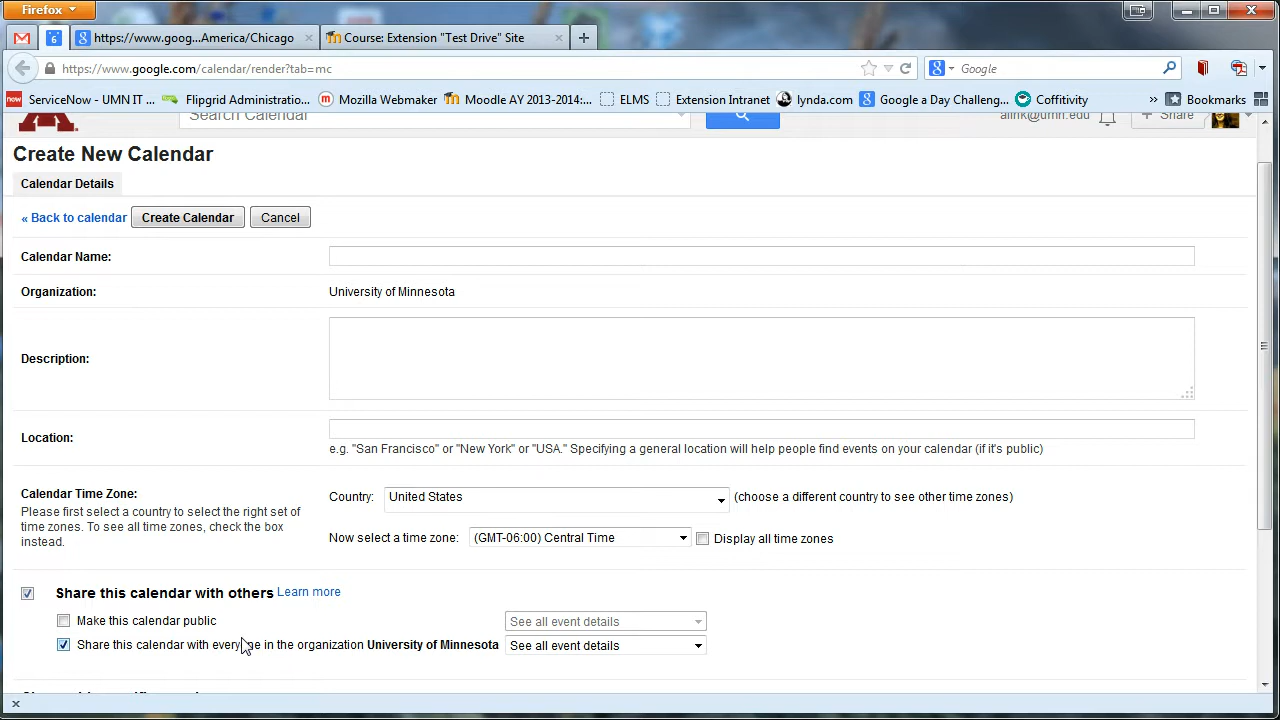 Firefox
6
https://www.goog...America/Chicago
Course: Extension "Test Drive" Site
https://www.google.com/calendar/render?tab=mc
Google
ServiceNow - UMN IT ...
Flipgrid Administratio...
Mozilla Webmaker
Moodle AY 2013-2014:...
ELMS
Extension Intranet
lynda.com
Google a Day Challeng...
Coffitivity
»
Bookmarks
Search Calendar
alink@umn.edu
+ Share
Create New Calendar
Calendar Details
« Back to calendar
Create Calendar
Cancel
Calendar Name:
Organization:
University of Minnesota
Description:
Location:
e.g. "San Francisco" or "New York" or "USA." Specifying a general location will help people find events on your calendar (if it's public)
Calendar Time Zone:
Please first select a country to select the right set of
time zones. To see all time zones, check the box
instead.
Country:
United States
(choose a different country to see other time zones)
Now select a time zone:
(GMT-06:00) Central Time
Display all time zones
Share this calendar with others
Learn more
Make this calendar public
See all event details
Share this calendar with everyone in the organization University of Minnesota
See all event details